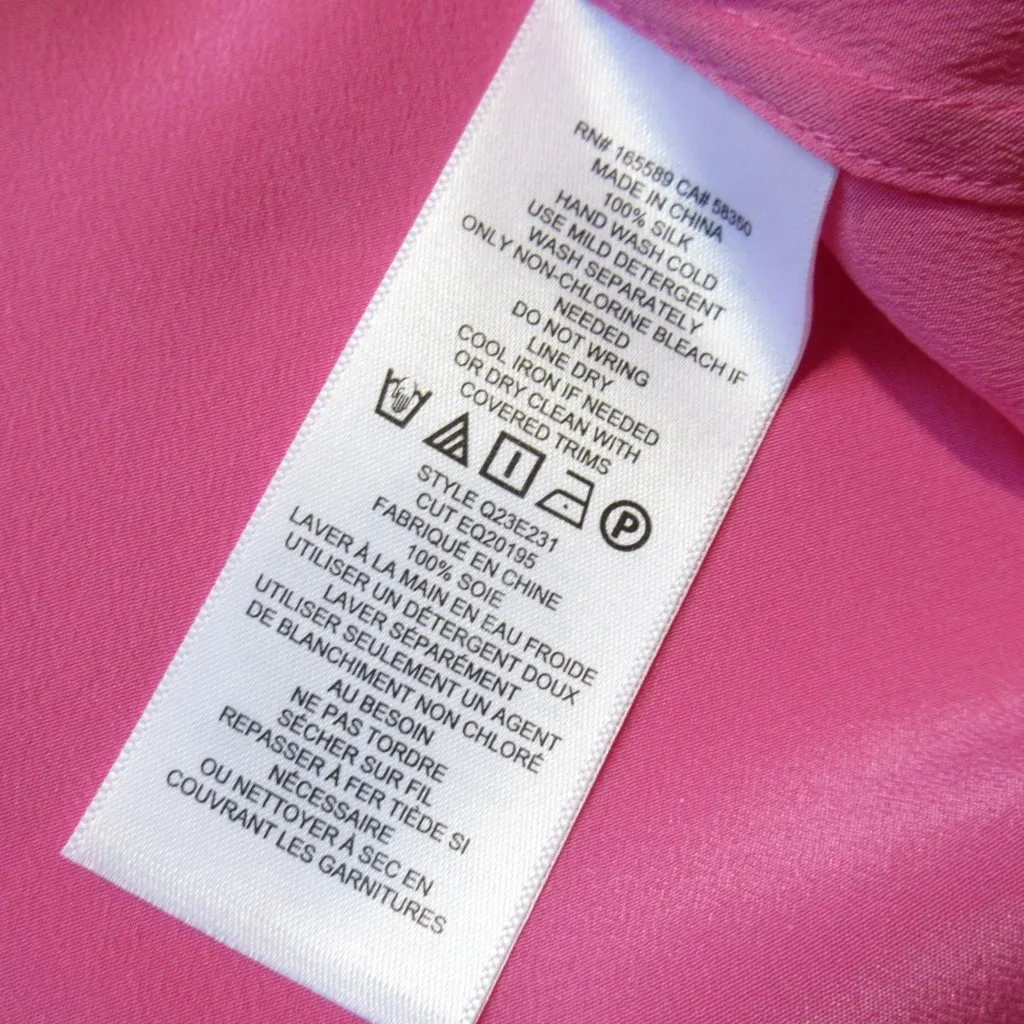 RN# 165589 CA# 58350
MADE IN CHINA
100% SILK
HAND WASH COLD
USE MILD DETERGENT
WASH SEPARATELY
ONLY NON-CHLORINE BLEACH IF
NEEDED
DO NOT WRING
LINE DRY
COOL IRON IF NEEDED
OR DRY CLEAN WITH
COVERED TRIMS
P
STYLE Q23E231
CUT EQ20195
FABRIQUÉ EN CHINE
100% SOIE
LAVER À LA MAIN EN EAU FROIDE
UTILISER UN DÉTERGENT DOUX
LAVER SÉPARÉMENT
UTILISER SEULEMENT UN AGENT
DE BLANCHIMENT NON CHLORÉ
AU BESOIN
NE PAS TORDRE
SÉCHER SUR FIL
REPASSER À FER TIÈDE SI
NÉCESSAIRE
OU NETTOYER À SEC EN
COUVRANT LES GARNITURES